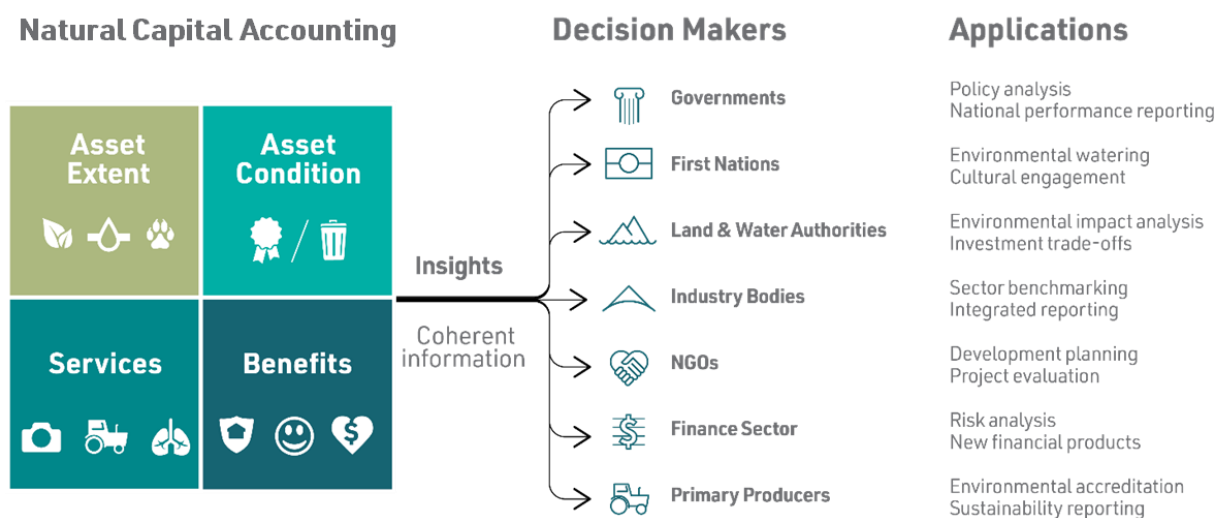 Natural Capital Accounting
Decision Makers
Applications
Asset
Extent
Asset
Condition
Services
Benefits
$
Insights
Coherent
information
Governments
Policy analysis
National performance reporting
First Nations
Environmental watering
Cultural engagement
Land & Water Authorities
Environmental impact analysis
Investment trade-offs
Industry Bodies
Sector benchmarking
Integrated reporting
NGOs
Development planning
Project evaluation
$
Finance Sector
Risk analysis
New financial products
Primary Producers
Environmental accreditation
Sustainability reporting